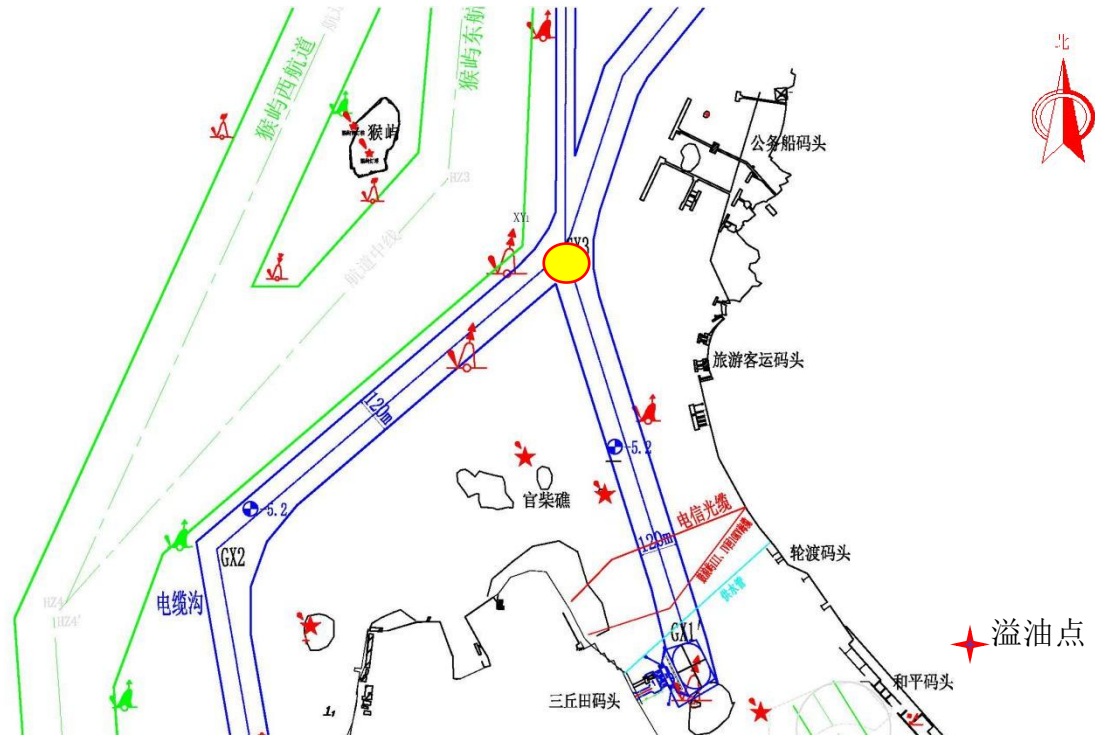 北
猴屿西航道
猴屿东航
猴屿
公务船码头
HZ3
XY1
航道中线
GX3
旅游客运码头
120m
-5.2
官柴礁
-5.2
电信光缆
120m
GX2
轮渡码头
供水管
电缆沟
HZ4
HZ4'
GX1'
溢油点
三丘田码头
和平码头